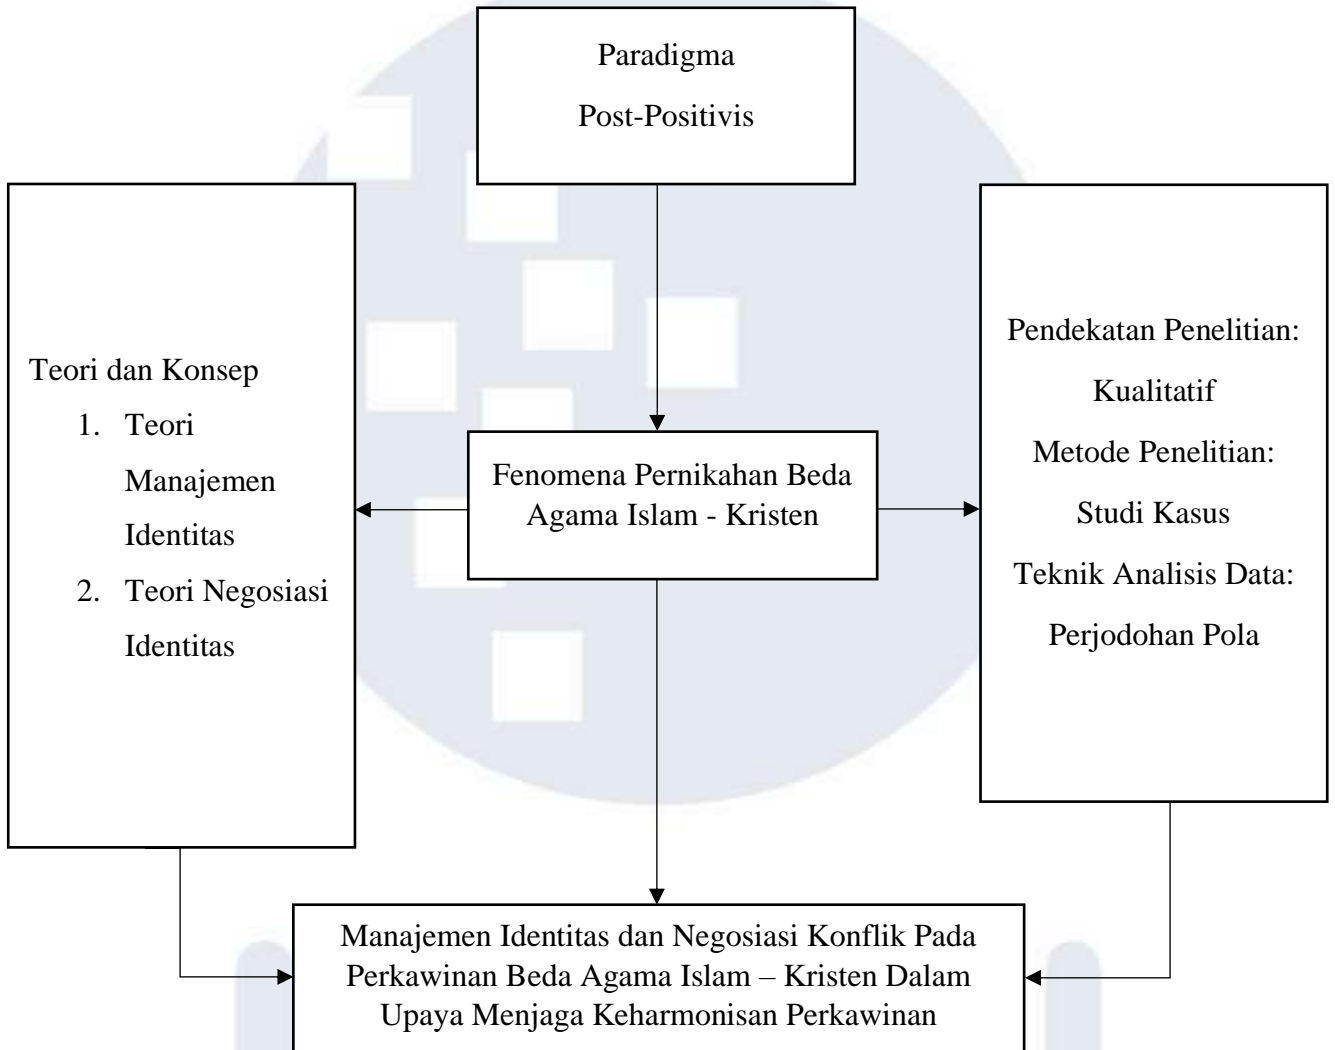 Paradigma
Post-Positivis
Teori dan Konsep
1. Teori
Manajemen
Identitas
2. Teori Negosiasi
Identitas
Fenomena Pernikahan Beda
Agama Islam - Kristen
Pendekatan Penelitian:
Kualitatif
Metode Penelitian:
Studi Kasus
Teknik Analisis Data:
Perjodohan Pola
Manajemen Identitas dan Negosiasi Konflik Pada
Perkawinan Beda Agama Islam – Kristen Dalam
Upaya Menjaga Keharmonisan Perkawinan